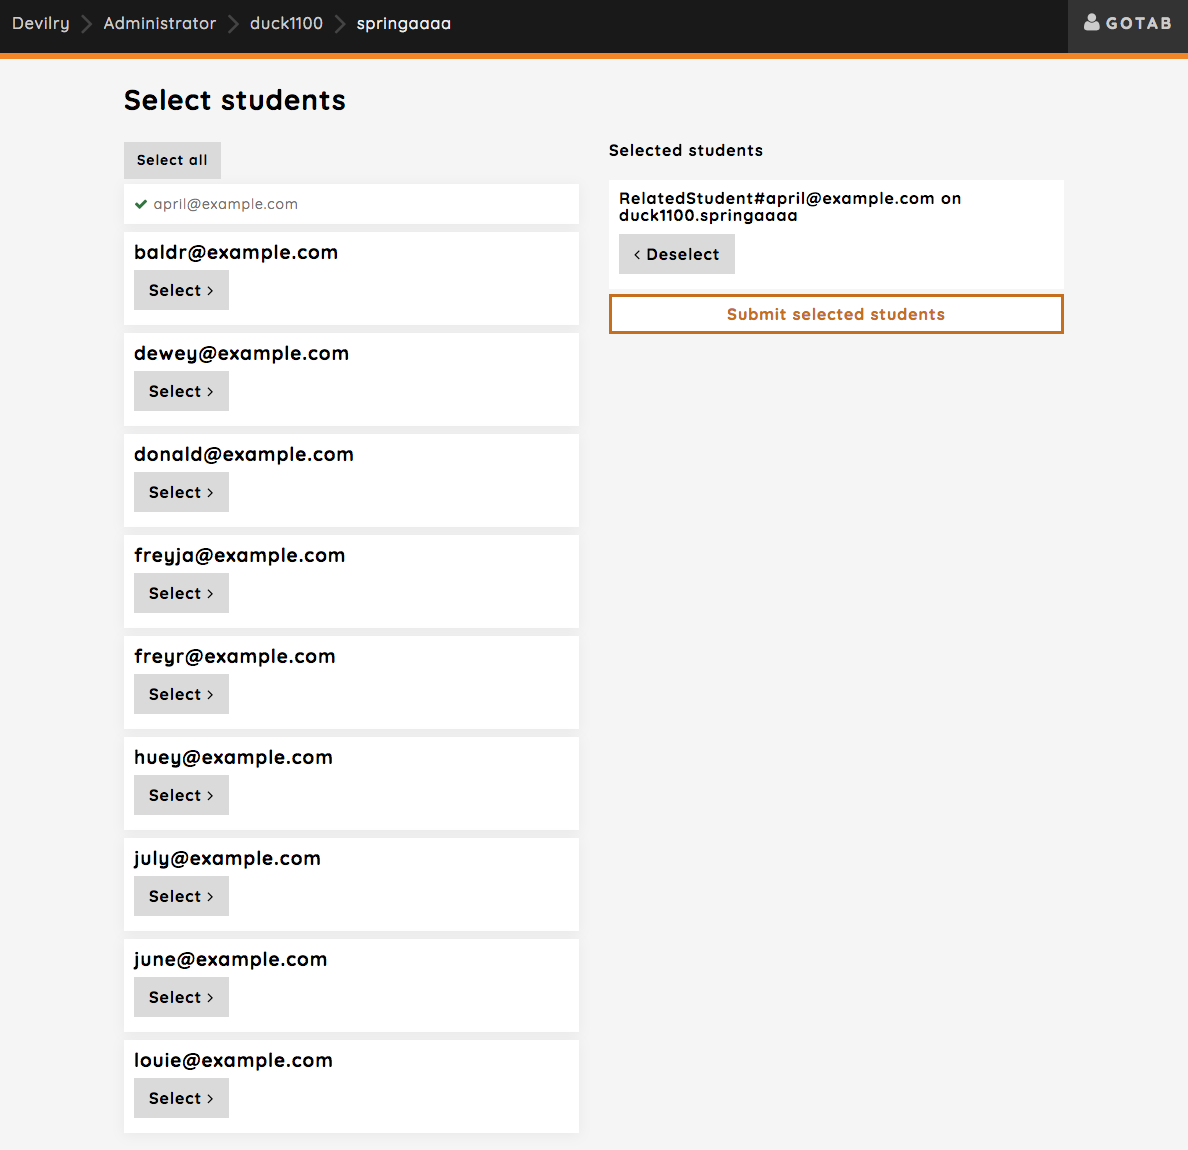 Devilry Administrator duck1100 springaaaa GOTAB
Select students
Select all
april@example.com
baldr@example.com
Select >
dewey@example.com
Select >
donald@example.com
Select >
freyja@example.com
Select >
freyr@example.com
Select >
huey@example.com
Select >
july@example.com
Select >
june@example.com
Select >
louie@example.com
Select >
Selected students
RelatedStudent#april@example.com on
duck1100.springaaaa
< Deselect
Submit selected students